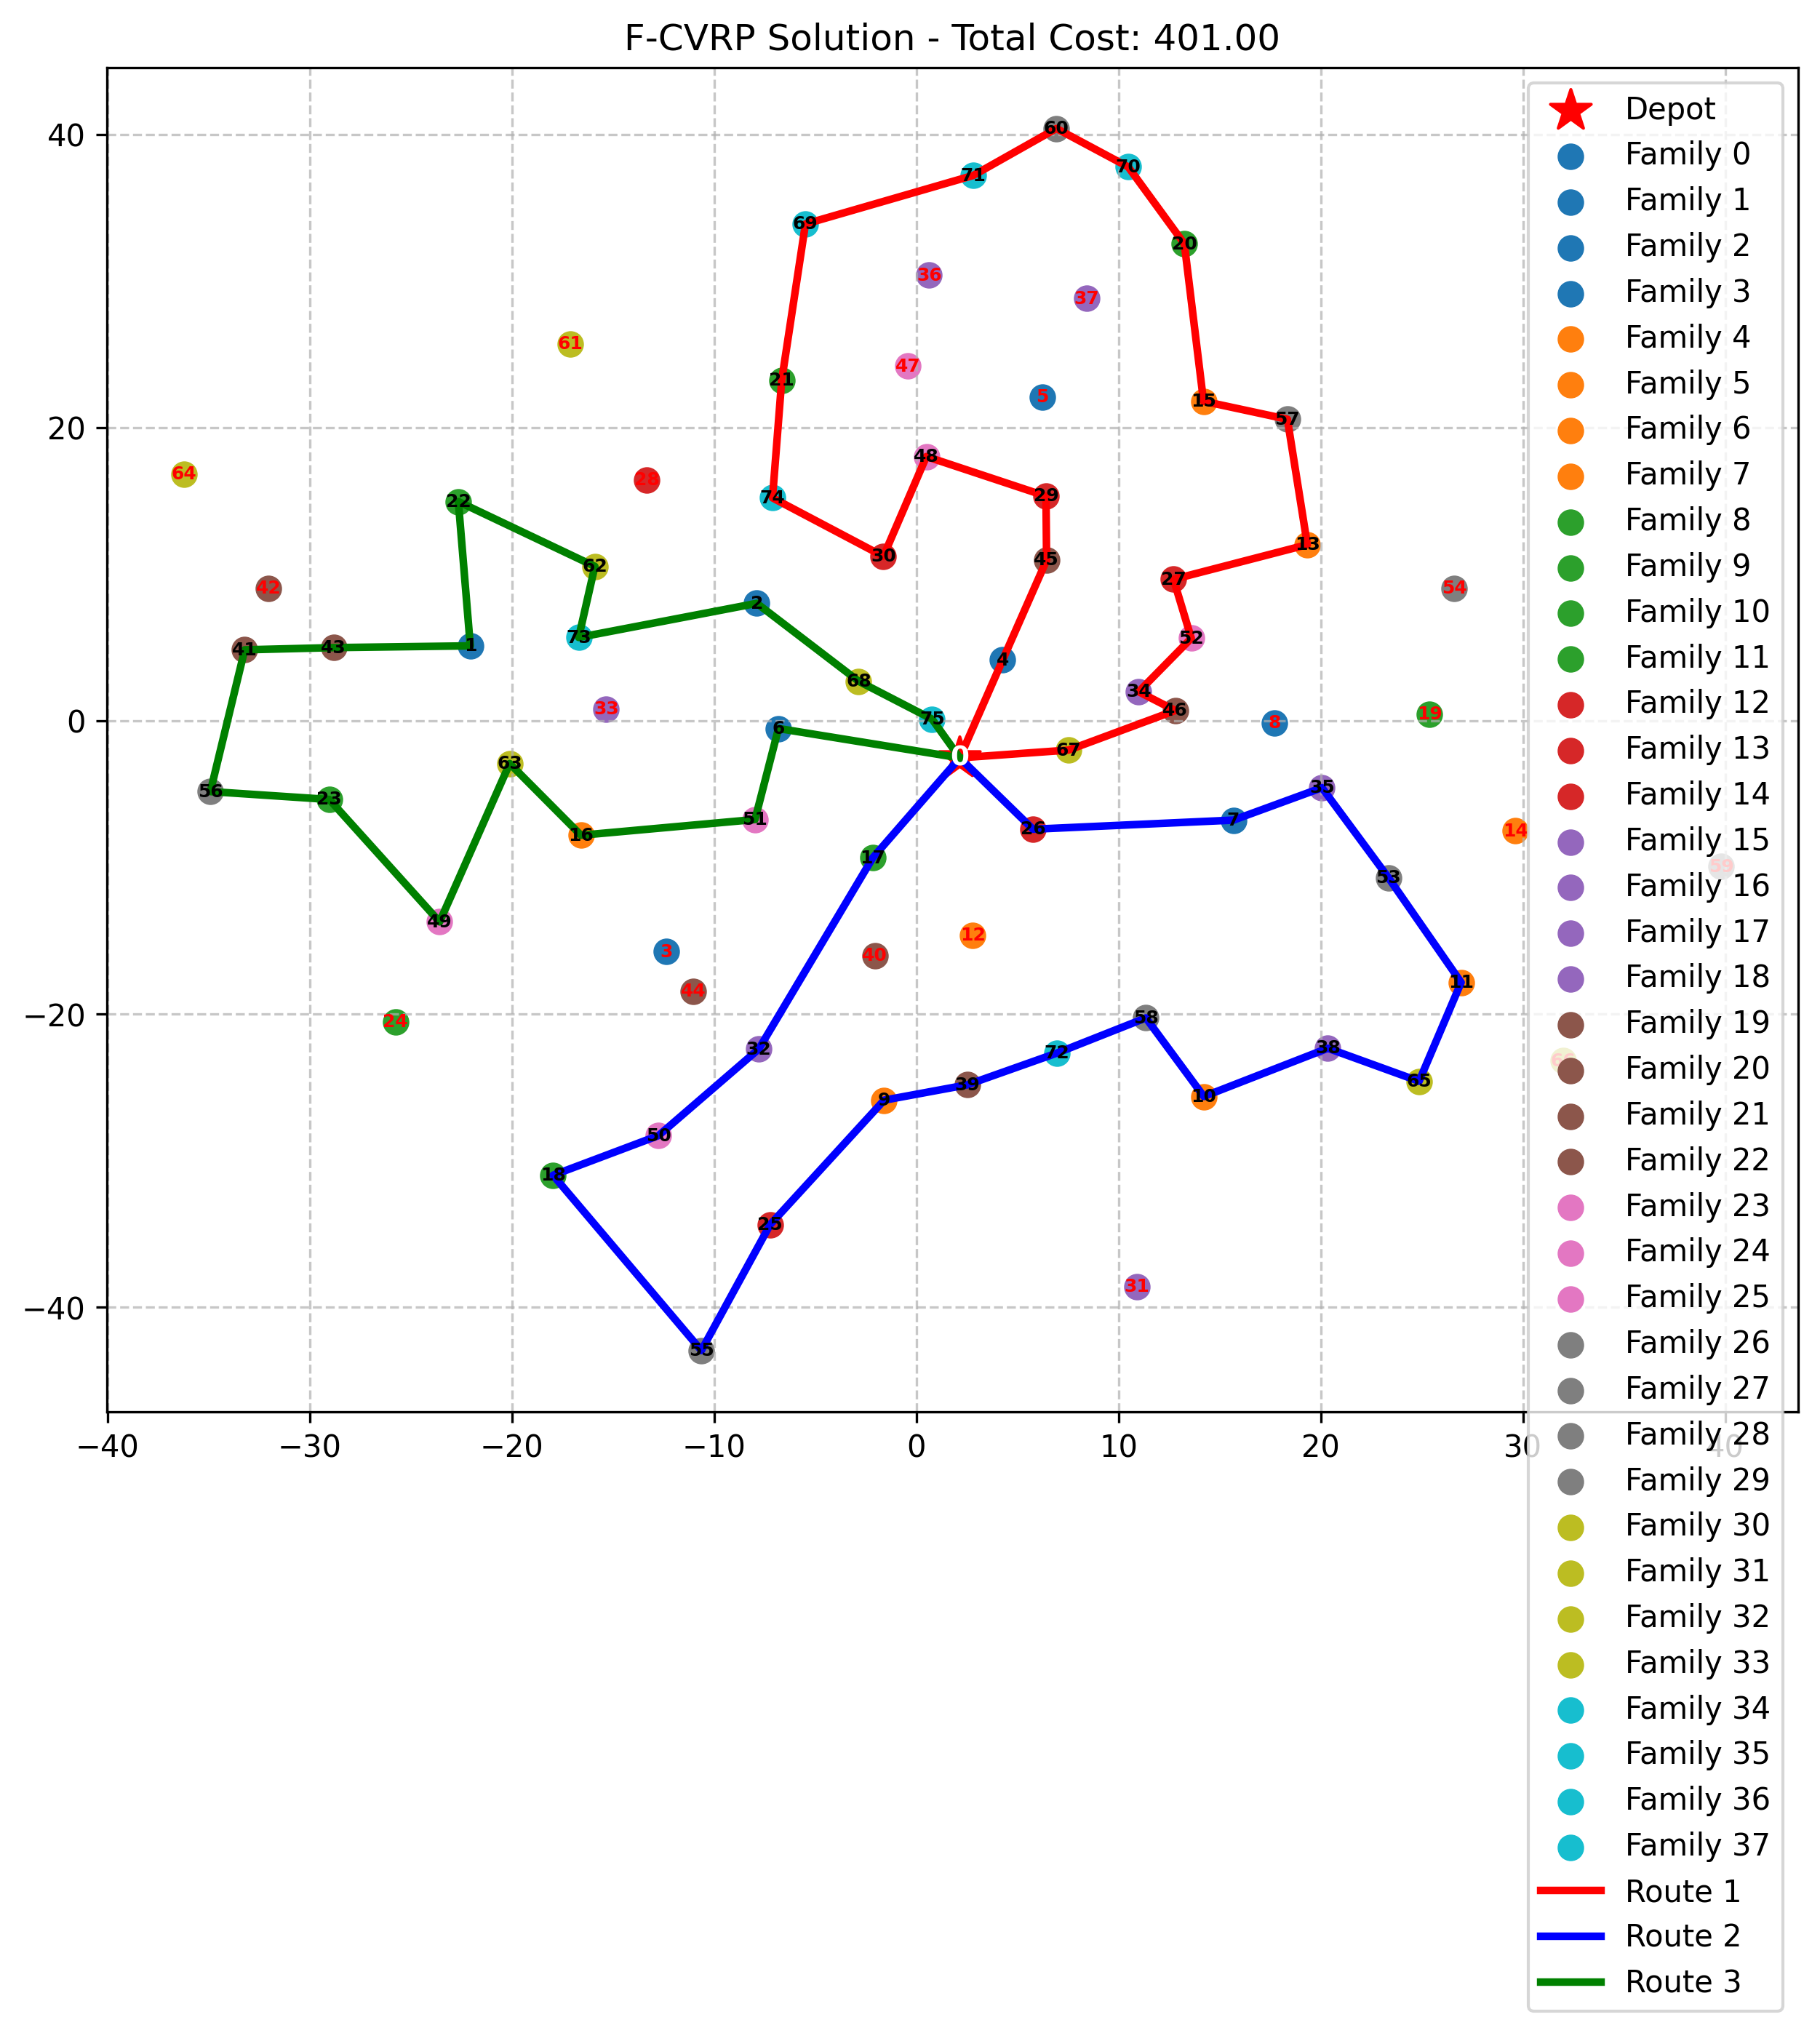 F-CVRP Solution - Total Cost: 401.00
40
20
0
−20
−40
−40
−30
−20
−10
0
10
20
30
40
60
71
70
69
20
36
37
61
47
21
5
15
57
48
64
28
22
74
29
30
45
13
62
27
42
54
2
73
52
41
43
1
4
68
34
33
46
75
6
8
19
0
67
63
35
56
23
51
16
26
7
14
17
53
59
49
12
3
40
11
44
58
24
32
38
72
39
65
9
10
50
18
25
31
55
Depot
Family 0
Family 1
Family 2
Family 3
Family 4
Family 5
Family 6
Family 7
Family 8
Family 9
Family 10
Family 11
Family 12
Family 13
Family 14
Family 15
Family 16
Family 17
Family 18
Family 19
Family 20
Family 21
Family 22
Family 23
Family 24
Family 25
Family 26
Family 27
Family 28
Family 29
Family 30
Family 31
Family 32
Family 33
Family 34
Family 35
Family 36
Family 37
Route 1
Route 2
Route 3